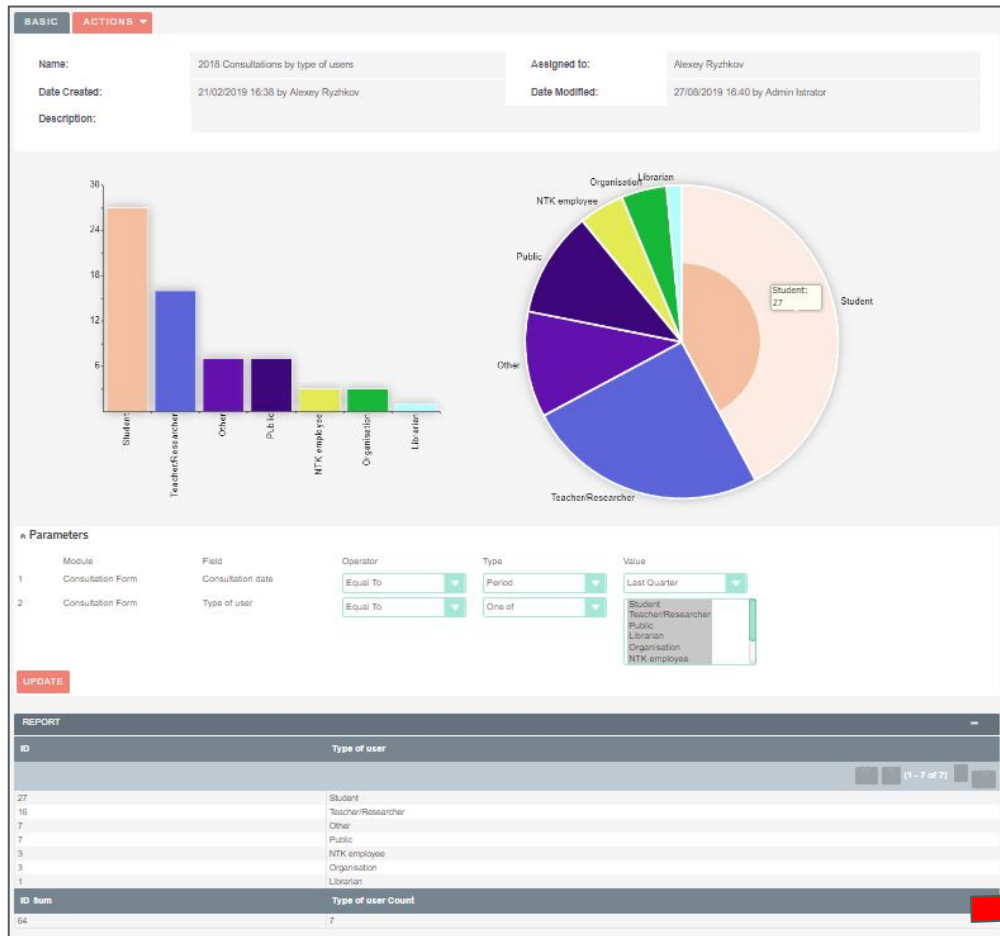 BASIC ACTIONS
Name: 2018 Consultations by type of users Assigned to: Alexey Ryzhkov
Date Created: 21/02/2019 16:38 by Alexey Ryzhkov Date Modified: 27/08/2019 16:40 by Admin Istrator
Description:
30
24
18
12
6
Student
Teacher/Researcher
Other
Public
NTK employee
Organisation
Librarian
Librarian
Organisation
NTK employee
Public
Other
Teacher/Researcher
Student
Student:
27
Parameters
Module Field Operator Type Value
1 Consultation Form Consultation date Equal To Period Last Quarter
2 Consultation Form Type of user Equal To One of Student
Teacher/Researcher
Public
Librarian
Organisation
NTK employee
UPDATE
REPORT
ID Type of user
(1 - 7 of 7)
27 Student
16 Teacher/Researcher
7 Other
7 Public
3 NTK employee
3 Organisation
1 Librarian
ID Sum Type of user Count
64 7